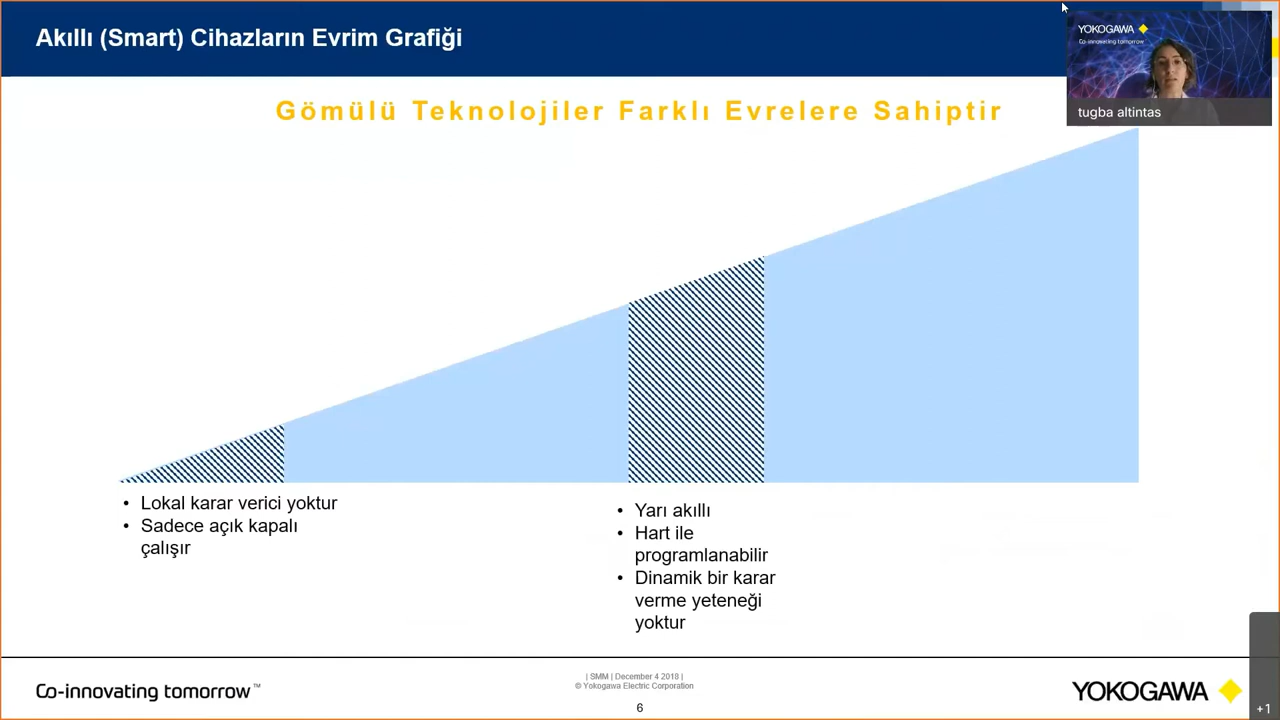 Akıllı (Smart) Cihazların Evrim Grafiği
YOKOGAWA
Co-innovating tomorrow
tugba altintas
Gömülü Teknolojiler Farklı Evrelere Sahiptir
• Lokal karar verici yoktur
• Sadece açık kapalı
çalışır
• Yarı akıllı
• Hart ile
programlanabilir
• Dinamik bir karar
verme yeteneği
yoktur
Co-innovating tomorrow™
| SMM | December 4 2018 |
© Yokogawa Electric Corporation
6
YOKOGAWA
+1